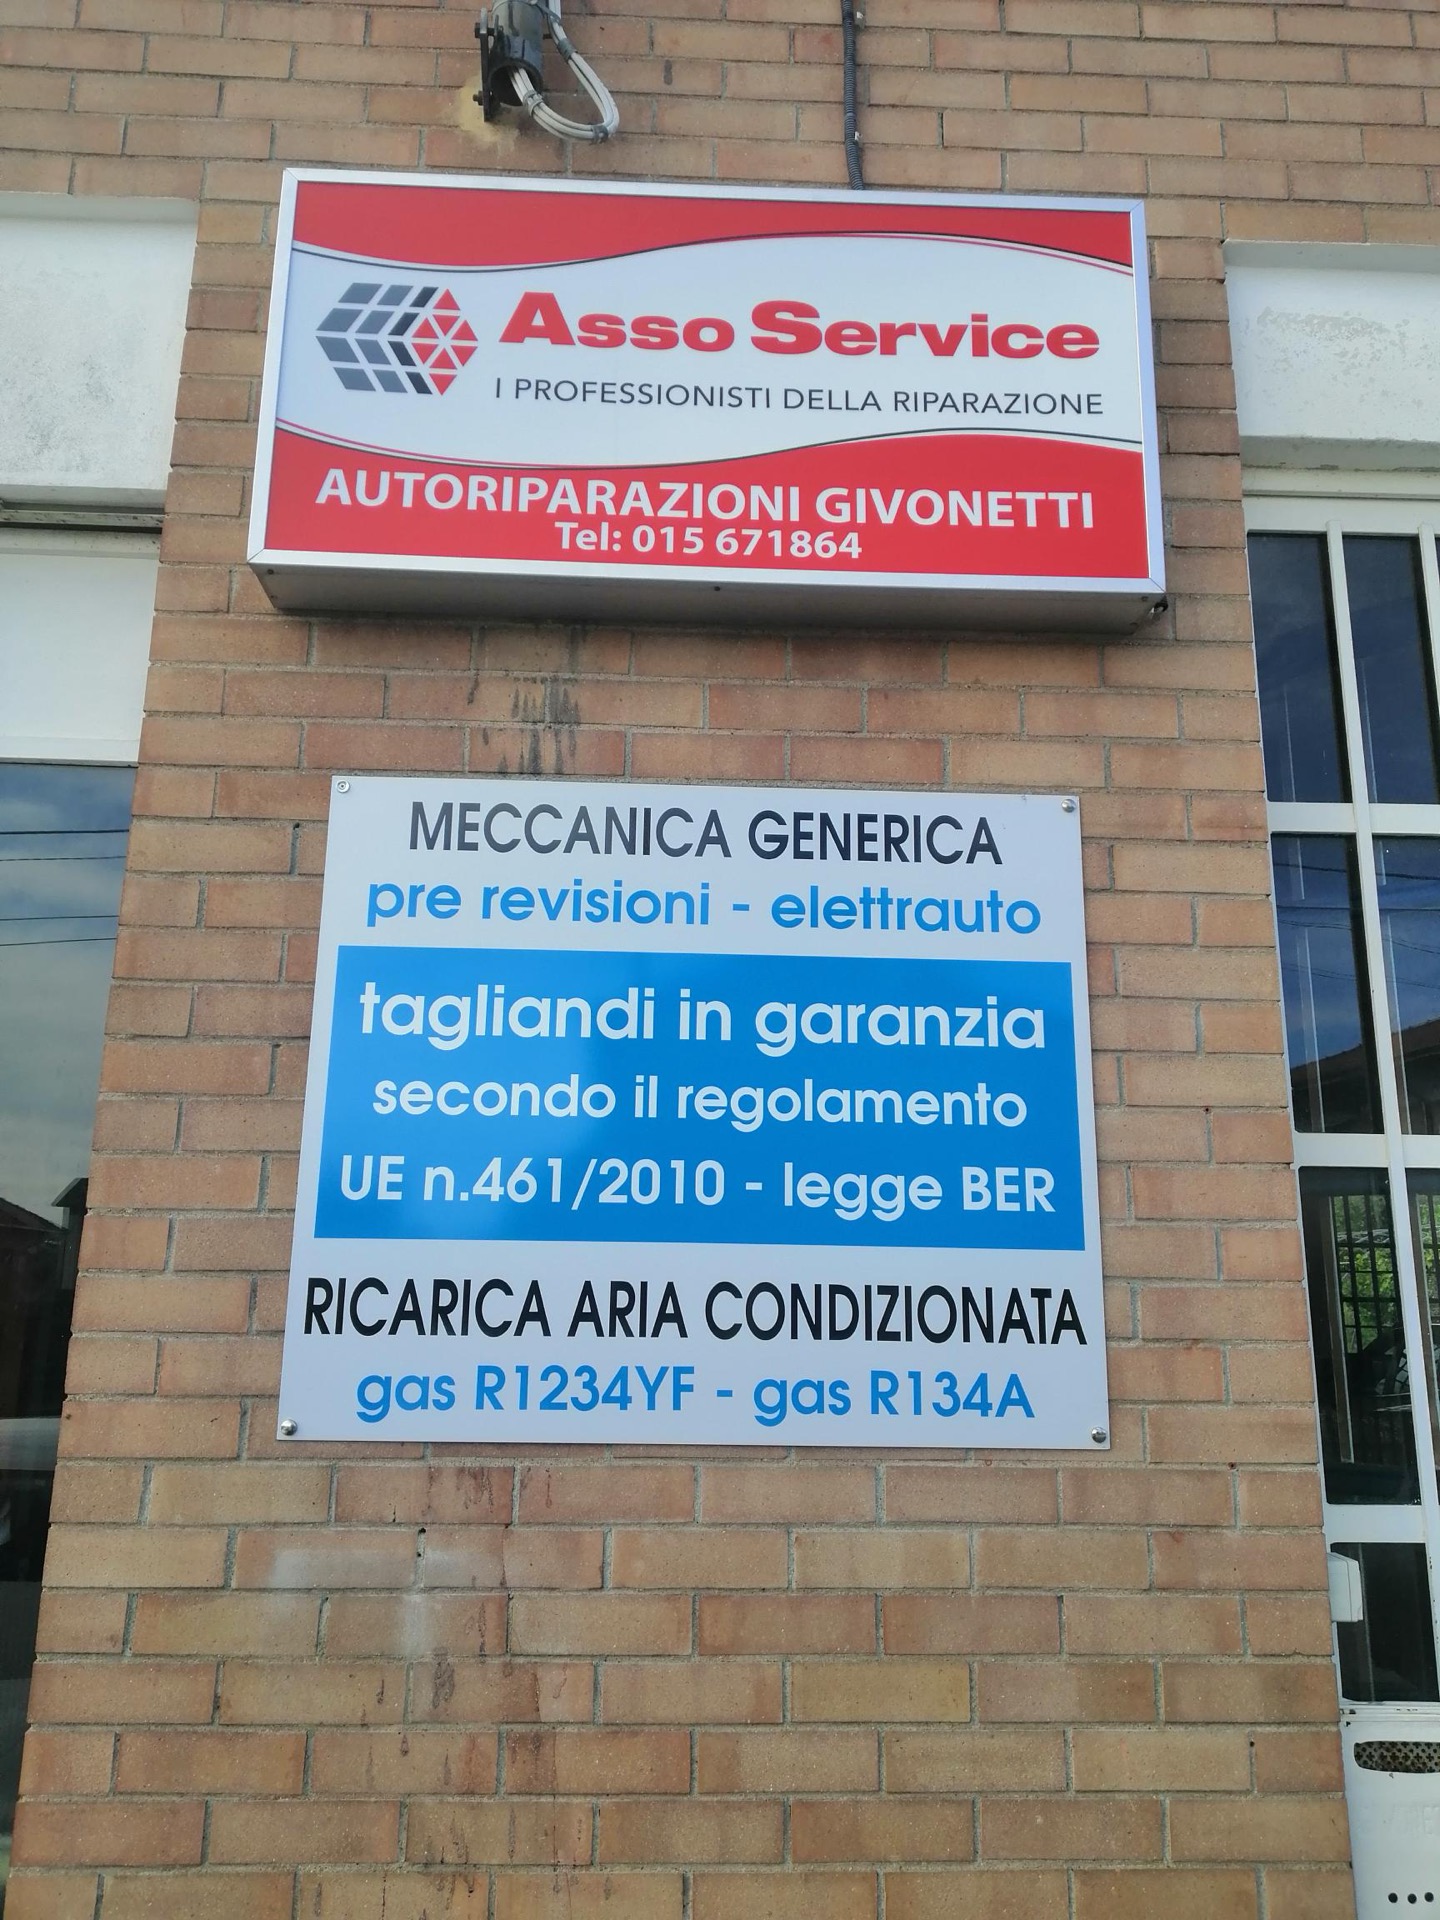 Asso Service
I PROFESSIONISTI DELLA RIPARAZIONE
AUTORIPARAZIONI GIVONETTI
Tel: 015 671864
MECCANICA GENERICA
pre revisioni - elettrauto
tagliandi in garanzia
secondo il regolamento
UE n.461/2010 - legge BER
RICARICA ARIA CONDIZIONATA
gas R1234YF - gas R134A